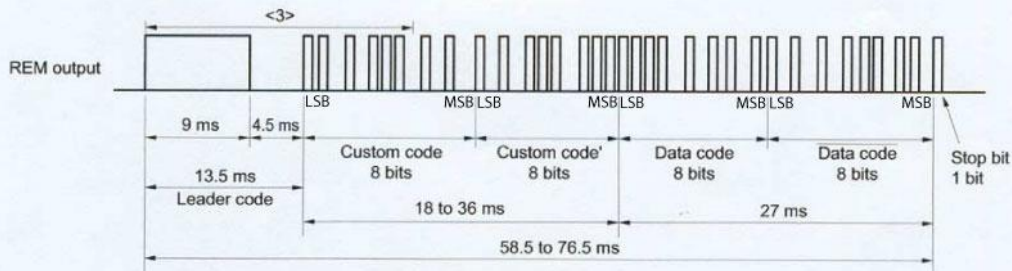 <3>
REM output
LSB MSB LSB MSB LSB MSB LSB MSB
9 ms 4.5 ms
Custom code
8 bits
Custom code'
8 bits
Data code
8 bits
Data code
8 bits
Stop bit
1 bit
13.5 ms
Leader code
18 to 36 ms
27 ms
58.5 to 76.5 ms